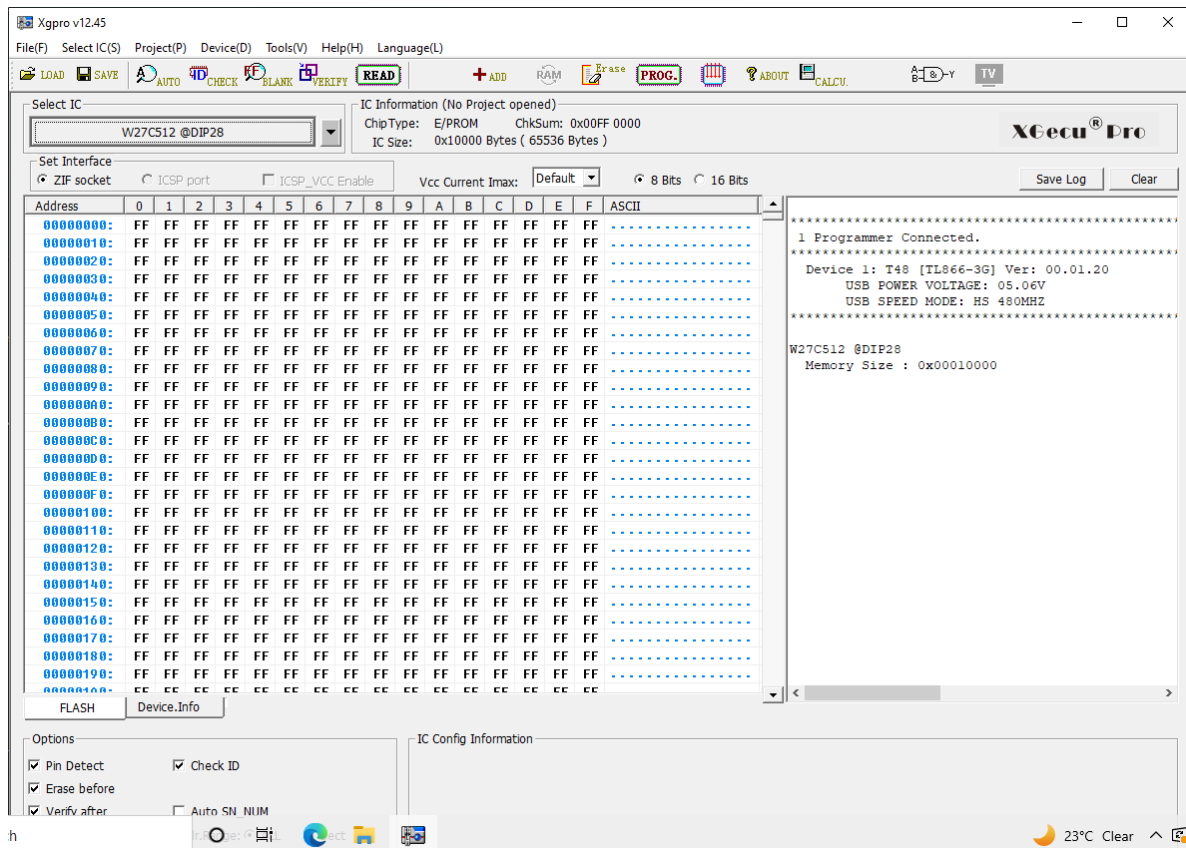 Xgpro v12.45
File(F) Select IC(S) Project(P) Device(D) Tools(V) Help(H) Language(L)
LOAD SAVE AUTO CHECK BLANK VERIFY READ ADD RAM Erase PROG. ABOUT CALCU. TV
Select IC
W27C512 @DIP28
IC Information (No Project opened)
ChipType: E/PROM ChkSum: 0x00FF 0000
IC Size: 0x10000 Bytes ( 65536 Bytes )
XGecu® Pro
Set Interface
ZIF socket ICSP port ICSP_VCC Enable Vcc Current Imax: Default 8 Bits 16 Bits Save Log Clear
Address 0 1 2 3 4 5 6 7 8 9 A B C D E F ASCII
00000000: FF FF FF FF FF FF FF FF FF FF FF FF FF FF FF FF ................
00000010: FF FF FF FF FF FF FF FF FF FF FF FF FF FF FF FF ................
00000020: FF FF FF FF FF FF FF FF FF FF FF FF FF FF FF FF ................
00000030: FF FF FF FF FF FF FF FF FF FF FF FF FF FF FF FF ................
00000040: FF FF FF FF FF FF FF FF FF FF FF FF FF FF FF FF ................
00000050: FF FF FF FF FF FF FF FF FF FF FF FF FF FF FF FF ................
00000060: FF FF FF FF FF FF FF FF FF FF FF FF FF FF FF FF ................
00000070: FF FF FF FF FF FF FF FF FF FF FF FF FF FF FF FF ................
00000080: FF FF FF FF FF FF FF FF FF FF FF FF FF FF FF FF ................
00000090: FF FF FF FF FF FF FF FF FF FF FF FF FF FF FF FF ................
000000A0: FF FF FF FF FF FF FF FF FF FF FF FF FF FF FF FF ................
000000B0: FF FF FF FF FF FF FF FF FF FF FF FF FF FF FF FF ................
000000C0: FF FF FF FF FF FF FF FF FF FF FF FF FF FF FF FF ................
000000D0: FF FF FF FF FF FF FF FF FF FF FF FF FF FF FF FF ................
000000E0: FF FF FF FF FF FF FF FF FF FF FF FF FF FF FF FF ................
000000F0: FF FF FF FF FF FF FF FF FF FF FF FF FF FF FF FF ................
00000100: FF FF FF FF FF FF FF FF FF FF FF FF FF FF FF FF ................
00000110: FF FF FF FF FF FF FF FF FF FF FF FF FF FF FF FF ................
00000120: FF FF FF FF FF FF FF FF FF FF FF FF FF FF FF FF ................
00000130: FF FF FF FF FF FF FF FF FF FF FF FF FF FF FF FF ................
00000140: FF FF FF FF FF FF FF FF FF FF FF FF FF FF FF FF ................
00000150: FF FF FF FF FF FF FF FF FF FF FF FF FF FF FF FF ................
00000160: FF FF FF FF FF FF FF FF FF FF FF FF FF FF FF FF ................
00000170: FF FF FF FF FF FF FF FF FF FF FF FF FF FF FF FF ................
00000180: FF FF FF FF FF FF FF FF FF FF FF FF FF FF FF FF ................
00000190: FF FF FF FF FF FF FF FF FF FF FF FF FF FF FF FF ................
1 Programmer Connected.
Device 1: T48 [TL866-3G] Ver: 00.01.20
USB POWER VOLTAGE: 05.06V
USB SPEED MODE: HS 480MHZ
W27C512 @DIP28
Memory Size : 0x00010000
FLASH Device.Info
Options
Pin Detect Check ID
Erase before
Verify after Auto SN_NUM
IC Config Information
23°C Clear